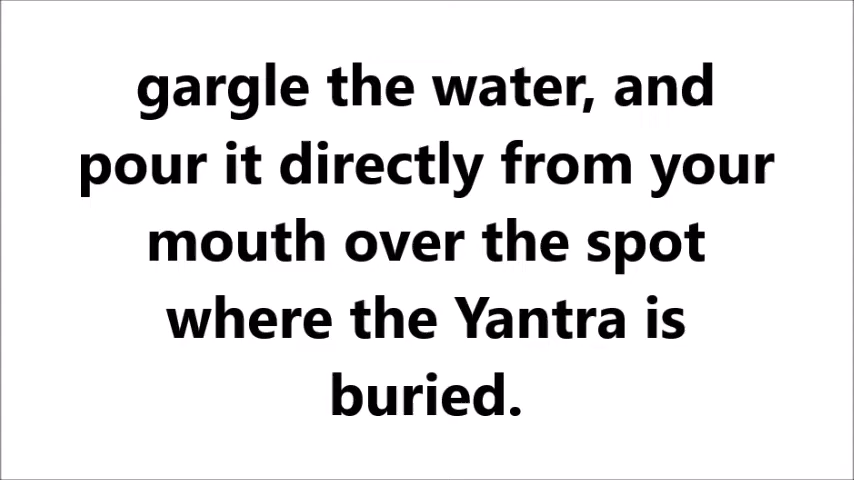 gargle the water, and
pour it directly from your
mouth over the spot
where the Yantra is
buried.